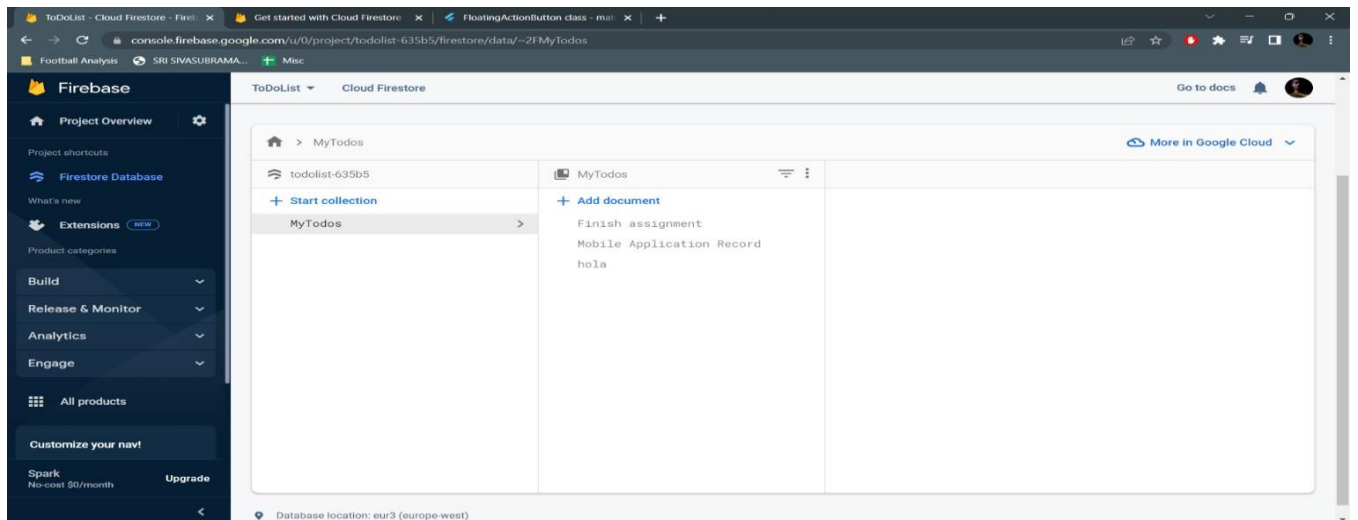 ToDoList - Cloud Firestore - Fire
Get started with Cloud Firestore
FloatingActionButton class - mat
console.firebase.google.com/u/0/project/todolist-635b5/firestore/data/~2FMyTodos
Football Analysis
SRI SIVASUBRAMA...
Misc
Firebase
ToDoList
Cloud Firestore
Go to docs
Project Overview
Project shortcuts
Firestore Database
What's new
Extensions NEW
Product categories
Build
Release & Monitor
Analytics
Engage
All products
Customize your nav!
Spark
No-cost $0/month
Upgrade
> MyTodos
More in Google Cloud
todolist-635b5
+ Start collection
MyTodos >
MyTodos
+ Add document
Finish assignment
Mobile Application Record
hola
Database location: eur3 (europe-west)